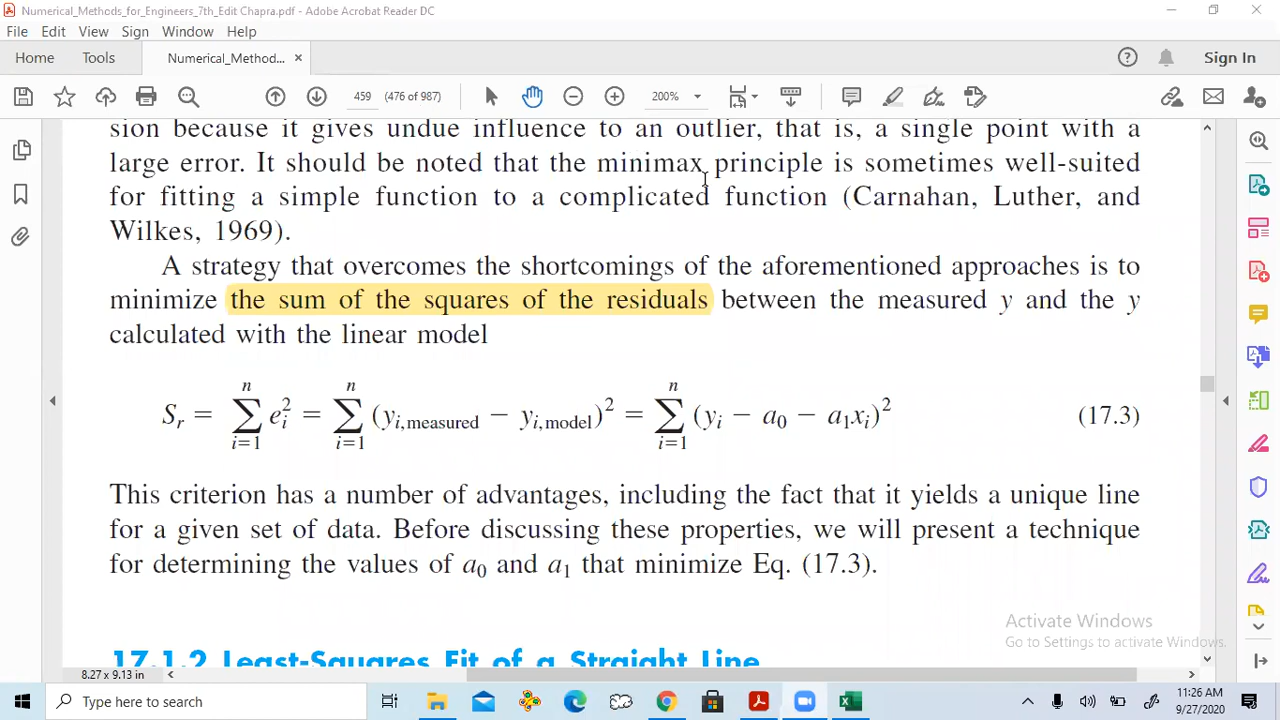 Numerical_Methods_for_Engineers_7th_Edit Chapra.pdf - Adobe Acrobat Reader DC
File Edit View Sign Window Help
Home Tools Numerical_Method... × Sign In
459 (476 of 987) 200%
sion because it gives undue influence to an outlier, that is, a single point with a
large error. It should be noted that the minimax principle is sometimes well-suited
for fitting a simple function to a complicated function (Carnahan, Luther, and
Wilkes, 1969).
A strategy that overcomes the shortcomings of the aforementioned approaches is to
minimize the sum of the squares of the residuals between the measured y and the y
calculated with the linear model
S_r = ∑_{i=1}^{n} e_i^2 = ∑_{i=1}^{n} (y_{i,measured} − y_{i,model})^2 = ∑_{i=1}^{n} (y_i − a_0 − a_1x_i)^2 (17.3)
This criterion has a number of advantages, including the fact that it yields a unique line
for a given set of data. Before discussing these properties, we will present a technique
for determining the values of a_0 and a_1 that minimize Eq. (17.3).
Activate Windows
Go to Settings to activate Windows.
17.1.2 Least-Squares Fit of a Straight Line
8.27 x 9.13 in
Type here to search
11:26 AM
9/27/2020